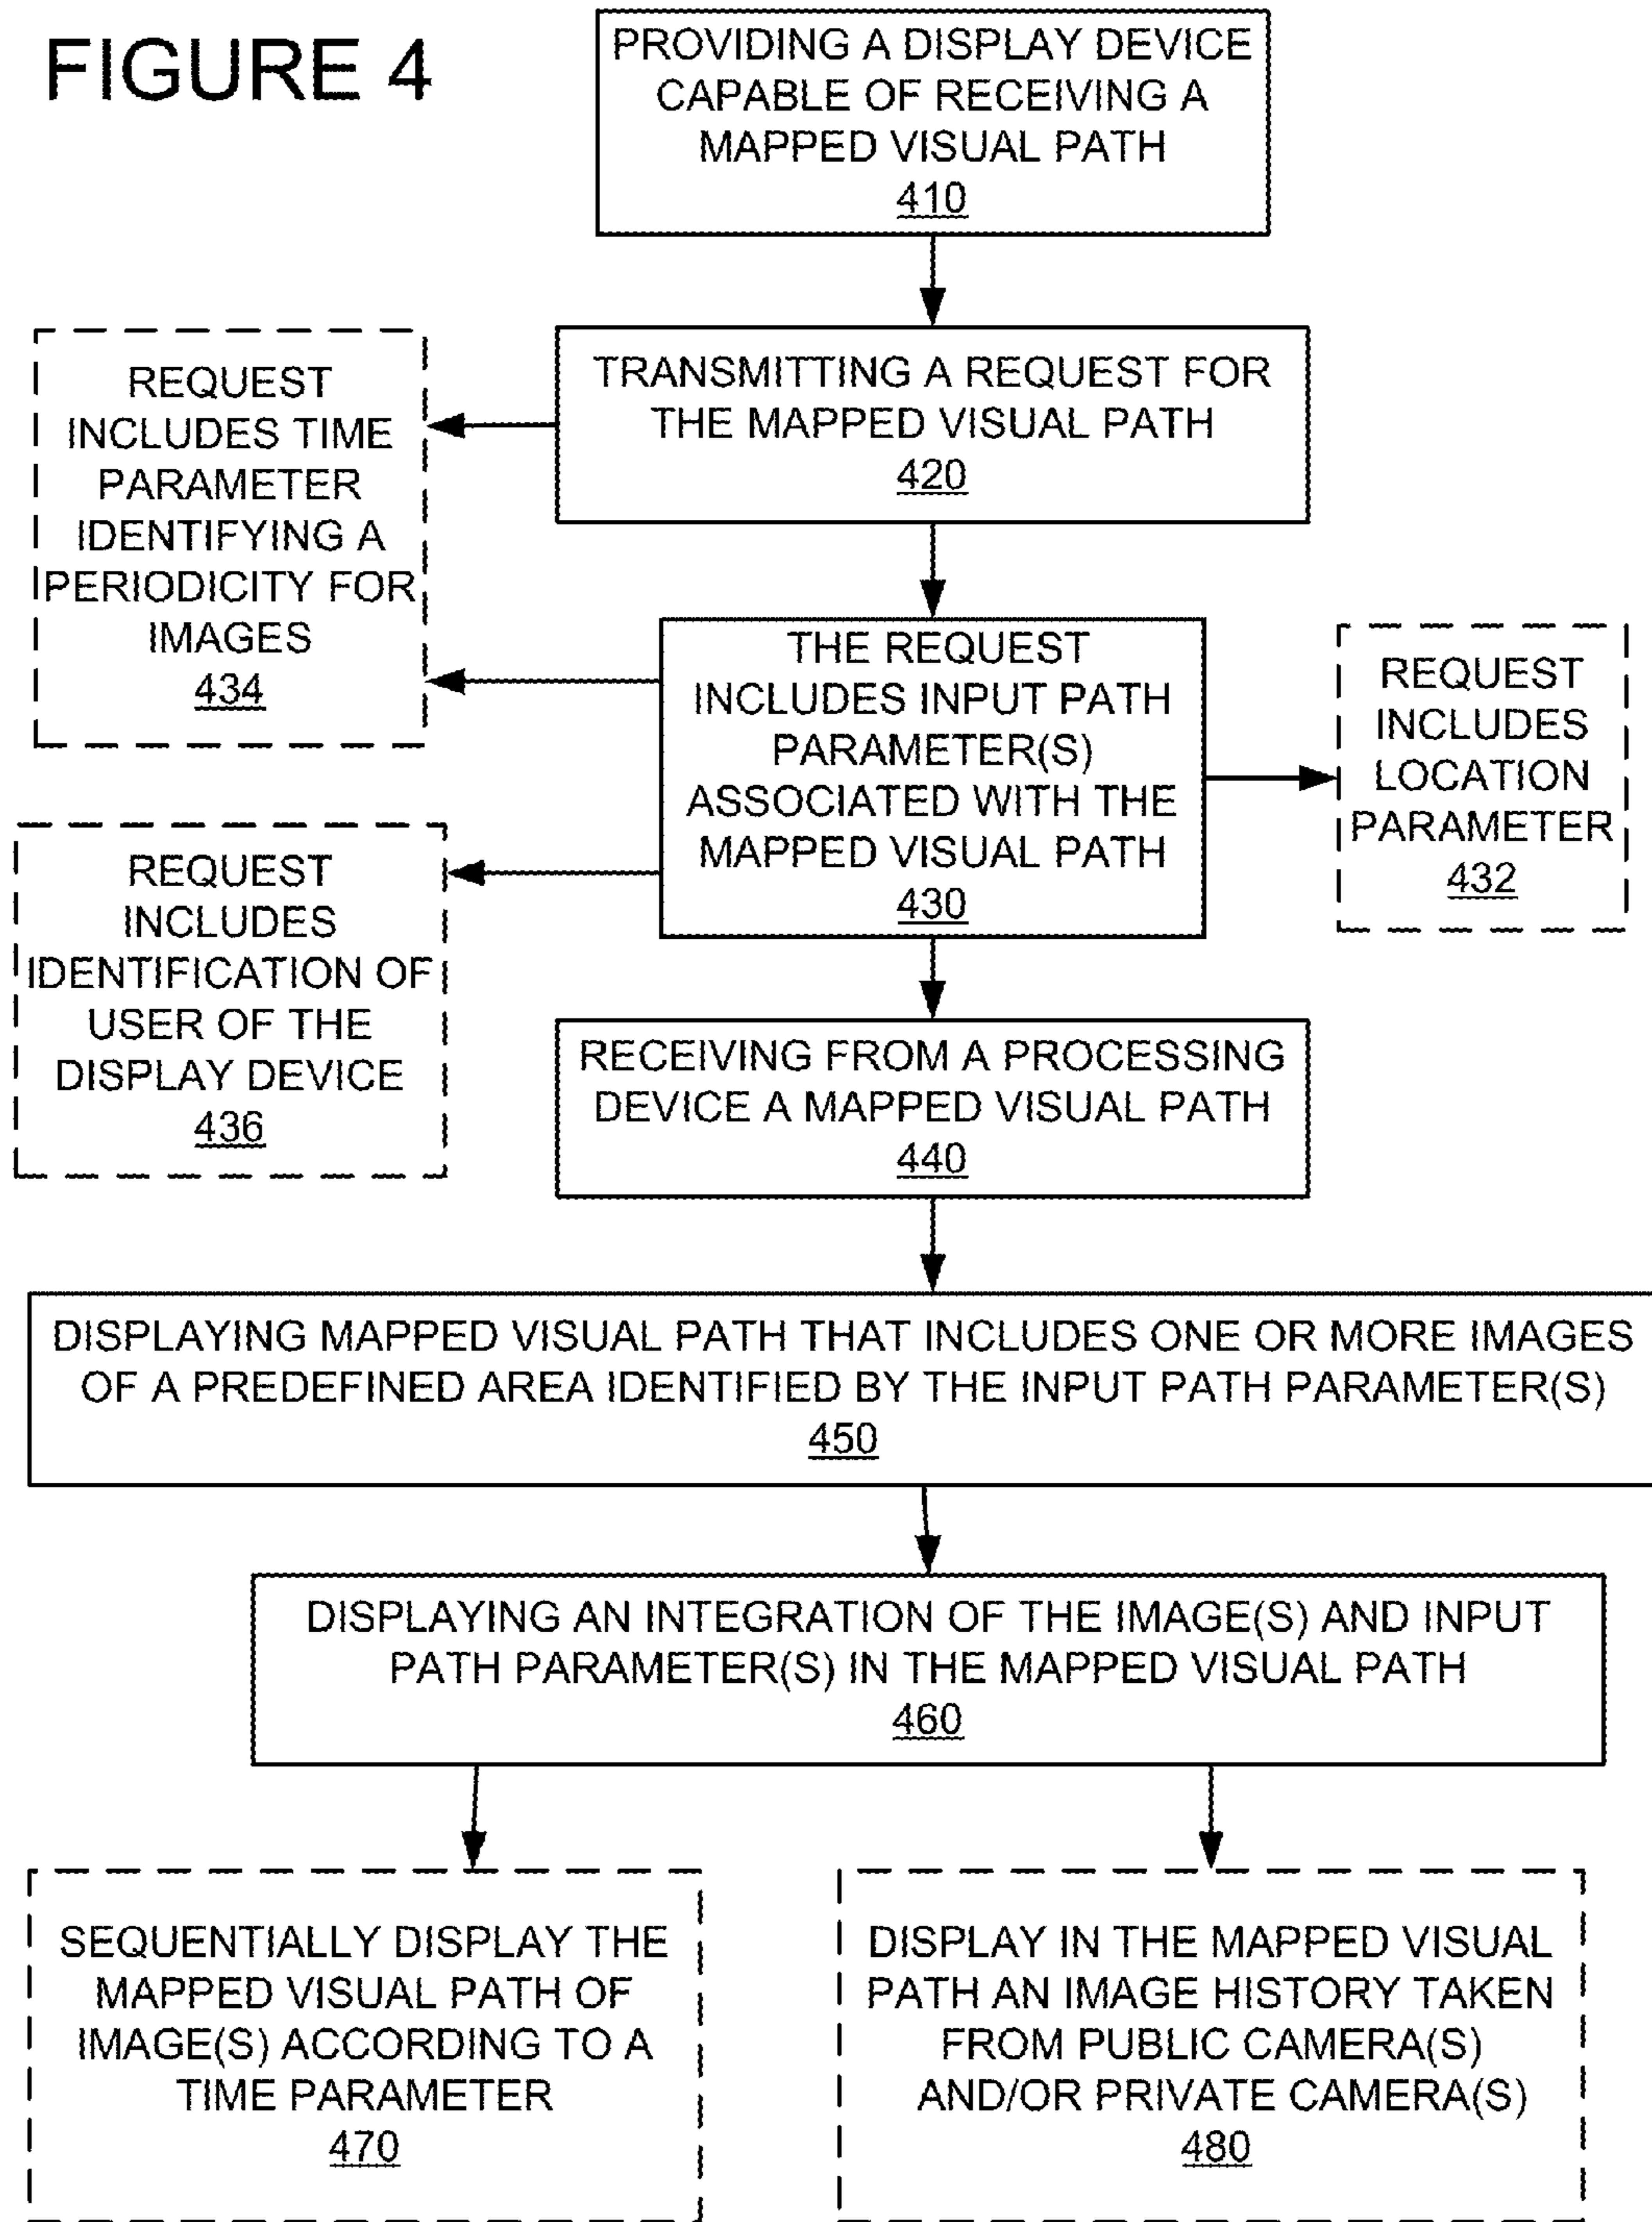 FIGURE 4
PROVIDING A DISPLAY DEVICE
CAPABLE OF RECEIVING A
MAPPED VISUAL PATH
410
TRANSMITTING A REQUEST FOR
THE MAPPED VISUAL PATH
420
REQUEST
INCLUDES TIME
PARAMETER
IDENTIFYING A
PERIODICITY FOR
IMAGES
434
THE REQUEST
INCLUDES INPUT PATH
PARAMETER(S)
ASSOCIATED WITH THE
MAPPED VISUAL PATH
430
REQUEST
INCLUDES
LOCATION
PARAMETER
432
REQUEST
INCLUDES
IDENTIFICATION OF
USER OF THE
DISPLAY DEVICE
436
RECEIVING FROM A PROCESSING
DEVICE A MAPPED VISUAL PATH
440
DISPLAYING MAPPED VISUAL PATH THAT INCLUDES ONE OR MORE IMAGES
OF A PREDEFINED AREA IDENTIFIED BY THE INPUT PATH PARAMETER(S)
450
DISPLAYING AN INTEGRATION OF THE IMAGE(S) AND INPUT
PATH PARAMETER(S) IN THE MAPPED VISUAL PATH
460
SEQUENTIALLY DISPLAY THE
MAPPED VISUAL PATH OF
IMAGE(S) ACCORDING TO A
TIME PARAMETER
470
DISPLAY IN THE MAPPED VISUAL
PATH AN IMAGE HISTORY TAKEN
FROM PUBLIC CAMERA(S)
AND/OR PRIVATE CAMERA(S)
480